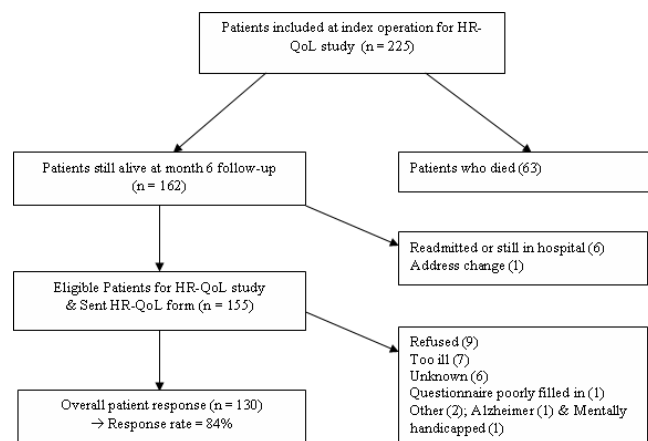 Patients included at index operation for HR-
QoL study (n = 225)
Patients still alive at month 6 follow-up
(n = 162)
Patients who died (63)
Readmitted or still in hospital (6)
Address change (1)
Eligible Patients for HR-QoL study
& Sent HR-QoL form (n = 155)
Refused (9)
Too ill (7)
Unknown (6)
Questionnaire poorly filled in (1)
Other (2); Alzheimer (1) & Mentally
handicapped (1)
Overall patient response (n = 130)
→ Response rate = 84%